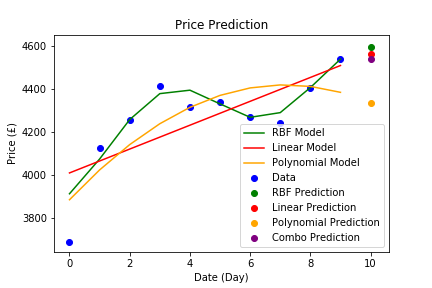 Price Prediction
4600
4400
4200
4000
3800
Price (£)
RBF Model
Linear Model
Polynomial Model
Data
RBF Prediction
Linear Prediction
Polynomial Prediction
Combo Prediction
0 2 4 6 8 10
Date (Day)